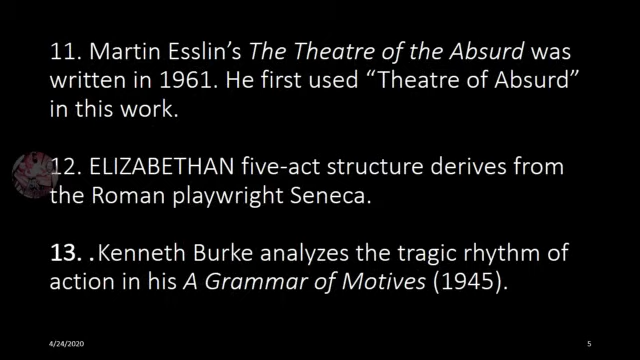 11. Martin Esslin's The Theatre of the Absurd was
written in 1961. He first used “Theatre of Absurd”
in this work.
12. ELIZABETHAN five-act structure derives from
the Roman playwright Seneca.
13. .Kenneth Burke analyzes the tragic rhythm of
action in his A Grammar of Motives (1945).
4/24/2020
5